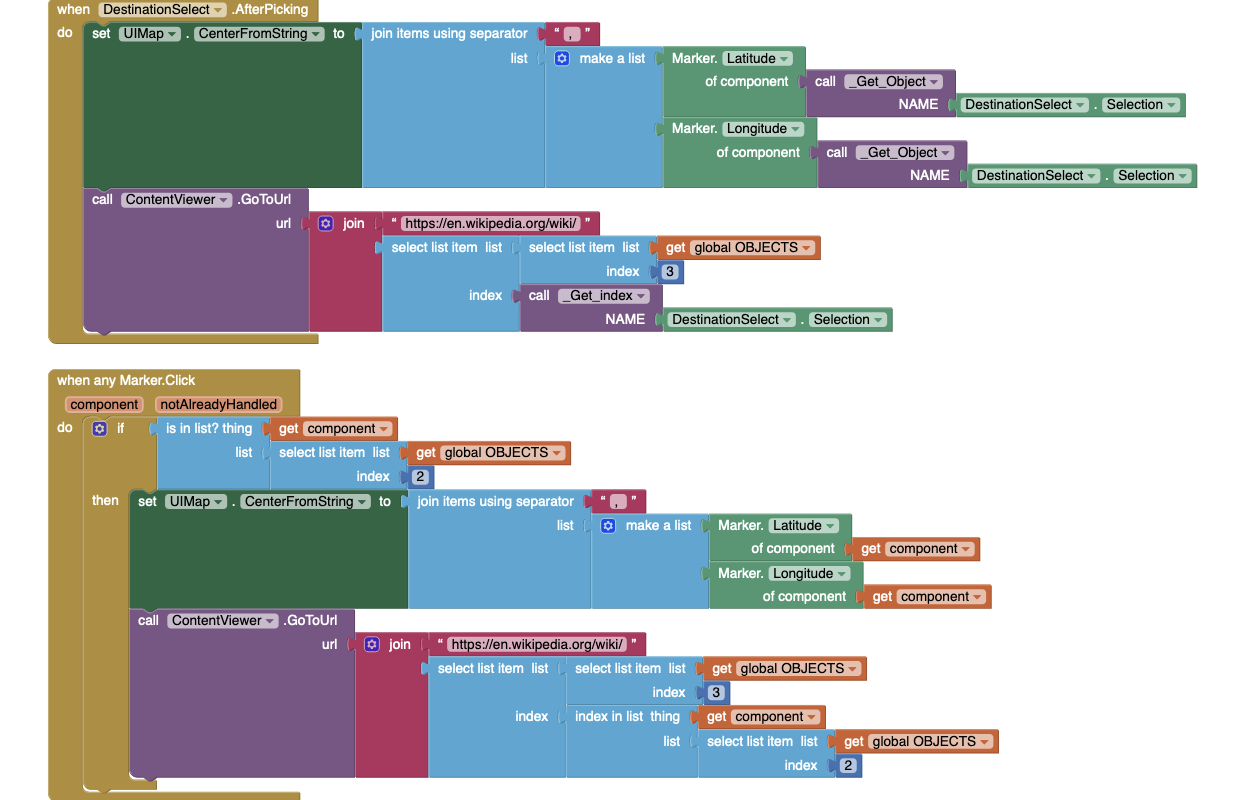 when DestinationSelect .AfterPicking
do set UIMap . CenterFromString to join items using separator " , "
list make a list Marker. Latitude
of component call _Get_Object
NAME DestinationSelect . Selection
Marker. Longitude
of component call _Get_Object
NAME DestinationSelect . Selection
call ContentViewer .GoToUrl
url join " https://en.wikipedia.org/wiki/ "
select list item list select list item list get global OBJECTS
index 3
index call _Get_index
NAME DestinationSelect . Selection
when any Marker.Click
component notAlreadyHandled
do if is in list? thing get component
list select list item list get global OBJECTS
index 2
then set UIMap . CenterFromString to join items using separator " , "
list make a list Marker. Latitude
of component get component
Marker. Longitude
of component get component
call ContentViewer .GoToUrl
url join " https://en.wikipedia.org/wiki/ "
select list item list select list item list get global OBJECTS
index 3
index index in list thing get component
list select list item list get global OBJECTS
index 2